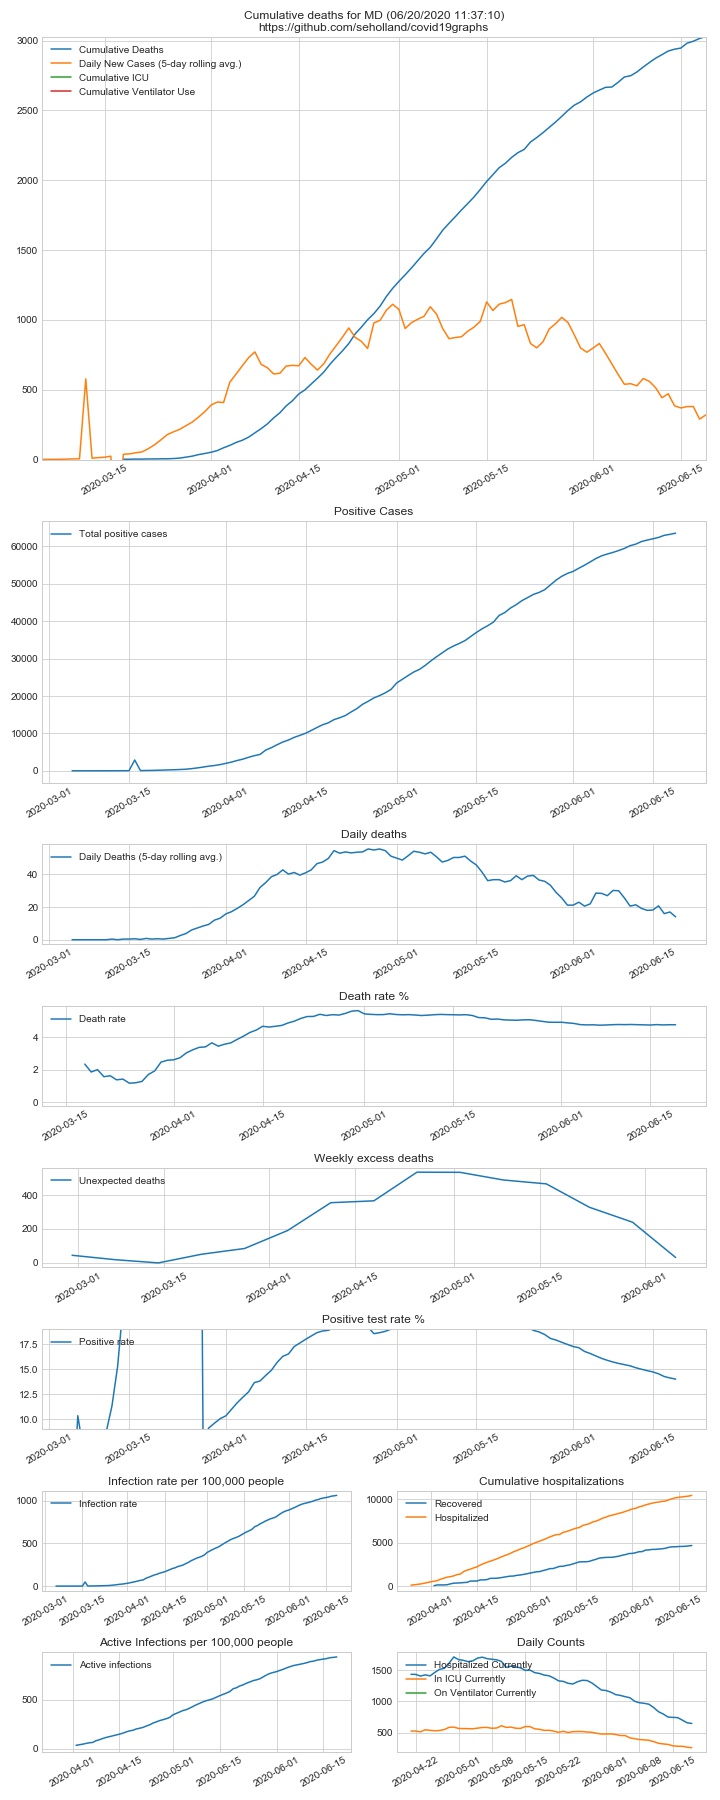 Cumulative deaths for MD (06/20/2020 11:37:10)
https://github.com/seholland/covid19graphs
Cumulative Deaths
Daily New Cases (5-day rolling avg.)
Cumulative ICU
Cumulative Ventilator Use
3000
2500
2000
1500
1000
500
0
2020-03-15 2020-04-01 2020-04-15 2020-05-01 2020-05-15 2020-06-01 2020-06-15
Positive Cases
Total positive cases
60000
50000
40000
30000
20000
10000
0
2020-03-01 2020-03-15 2020-04-01 2020-04-15 2020-05-01 2020-05-15 2020-06-01 2020-06-15
Daily deaths
Daily Deaths (5-day rolling avg.)
40
20
0
2020-03-01 2020-03-15 2020-04-01 2020-04-15 2020-05-01 2020-05-15 2020-06-01 2020-06-15
Death rate %
Death rate
4
2
0
2020-03-15 2020-04-01 2020-04-15 2020-05-01 2020-05-15 2020-06-01 2020-06-15
Weekly excess deaths
Unexpected deaths
400
200
0
2020-03-01 2020-03-15 2020-04-01 2020-04-15 2020-05-01 2020-05-15 2020-06-01
Positive test rate %
Positive rate
17.5
15.0
12.5
10.0
2020-03-01 2020-03-15 2020-04-01 2020-04-15 2020-05-01 2020-05-15 2020-06-01 2020-06-15
Infection rate per 100,000 people
Infection rate
1000
500
0
2020-03-01 2020-03-15 2020-04-01 2020-04-15 2020-05-01 2020-05-15 2020-06-01 2020-06-15
Cumulative hospitalizations
Recovered
Hospitalized
10000
5000
0
2020-04-01 2020-04-15 2020-05-01 2020-05-15 2020-06-01 2020-06-15
Active Infections per 100,000 people
Active infections
500
0
2020-04-01 2020-04-15 2020-05-01 2020-05-15 2020-06-01 2020-06-15
Daily Counts
Hospitalized Currently
In ICU Currently
On Ventilator Currently
1500
1000
500
2020-04-22 2020-05-01 2020-05-08 2020-05-15 2020-05-22 2020-06-01 2020-06-08 2020-06-15